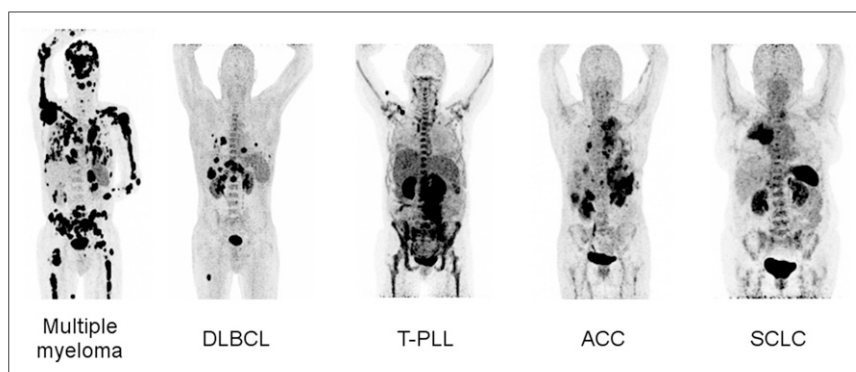 Multiple
myeloma
DLBCL
T-PLL
ACC
SCLC